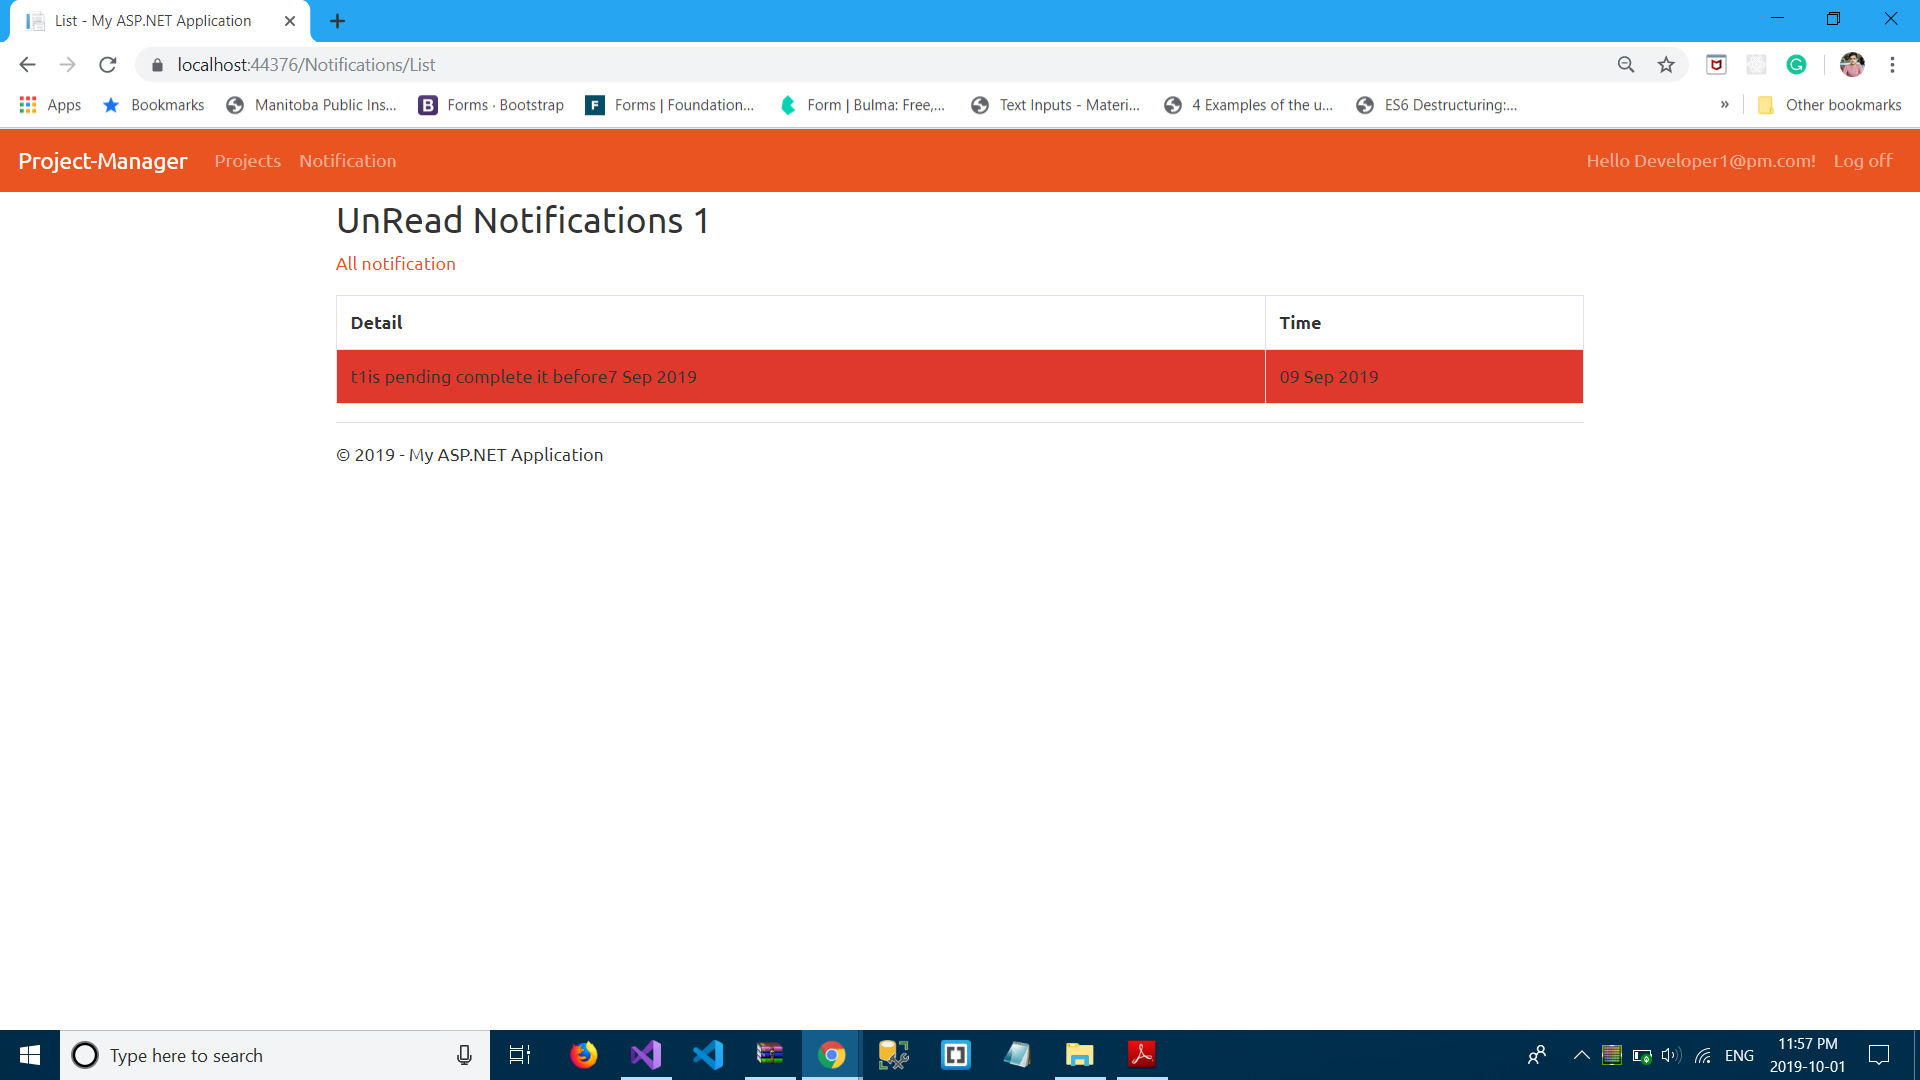 List - My ASP.NET Application
localhost:44376/Notifications/List
Apps Bookmarks Manitoba Public Ins... Forms · Bootstrap Forms | Foundation... Form | Bulma: Free,... Text Inputs - Materi... 4 Examples of the u... ES6 Destructuring:... » Other bookmarks
Project-Manager Projects Notification Hello Developer1@pm.com! Log off
UnRead Notifications 1
All notification
Detail Time
t1is pending complete it before7 Sep 2019 09 Sep 2019
© 2019 - My ASP.NET Application
Type here to search
ENG
11:57 PM
2019-10-01